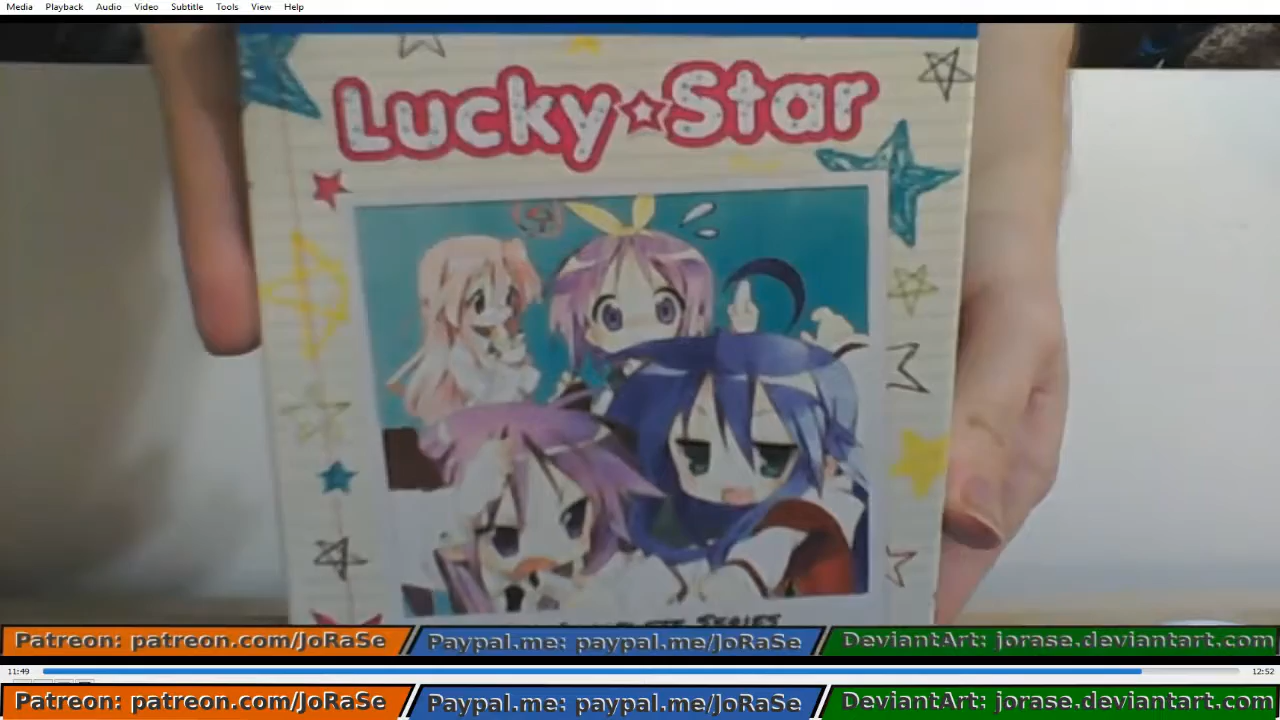 Media Playback Audio Video Subtitle Tools View Help
Lucky Star
SERIES
Patreon: patreon.com/JoRaSe Paypal.me: paypal.me/JoRaSe DeviantArt: jorase.deviantart.com
11:49 12:52
Patreon: patreon.com/JoRaSe Paypal.me: paypal.me/JoRaSe DeviantArt: jorase.deviantart.com